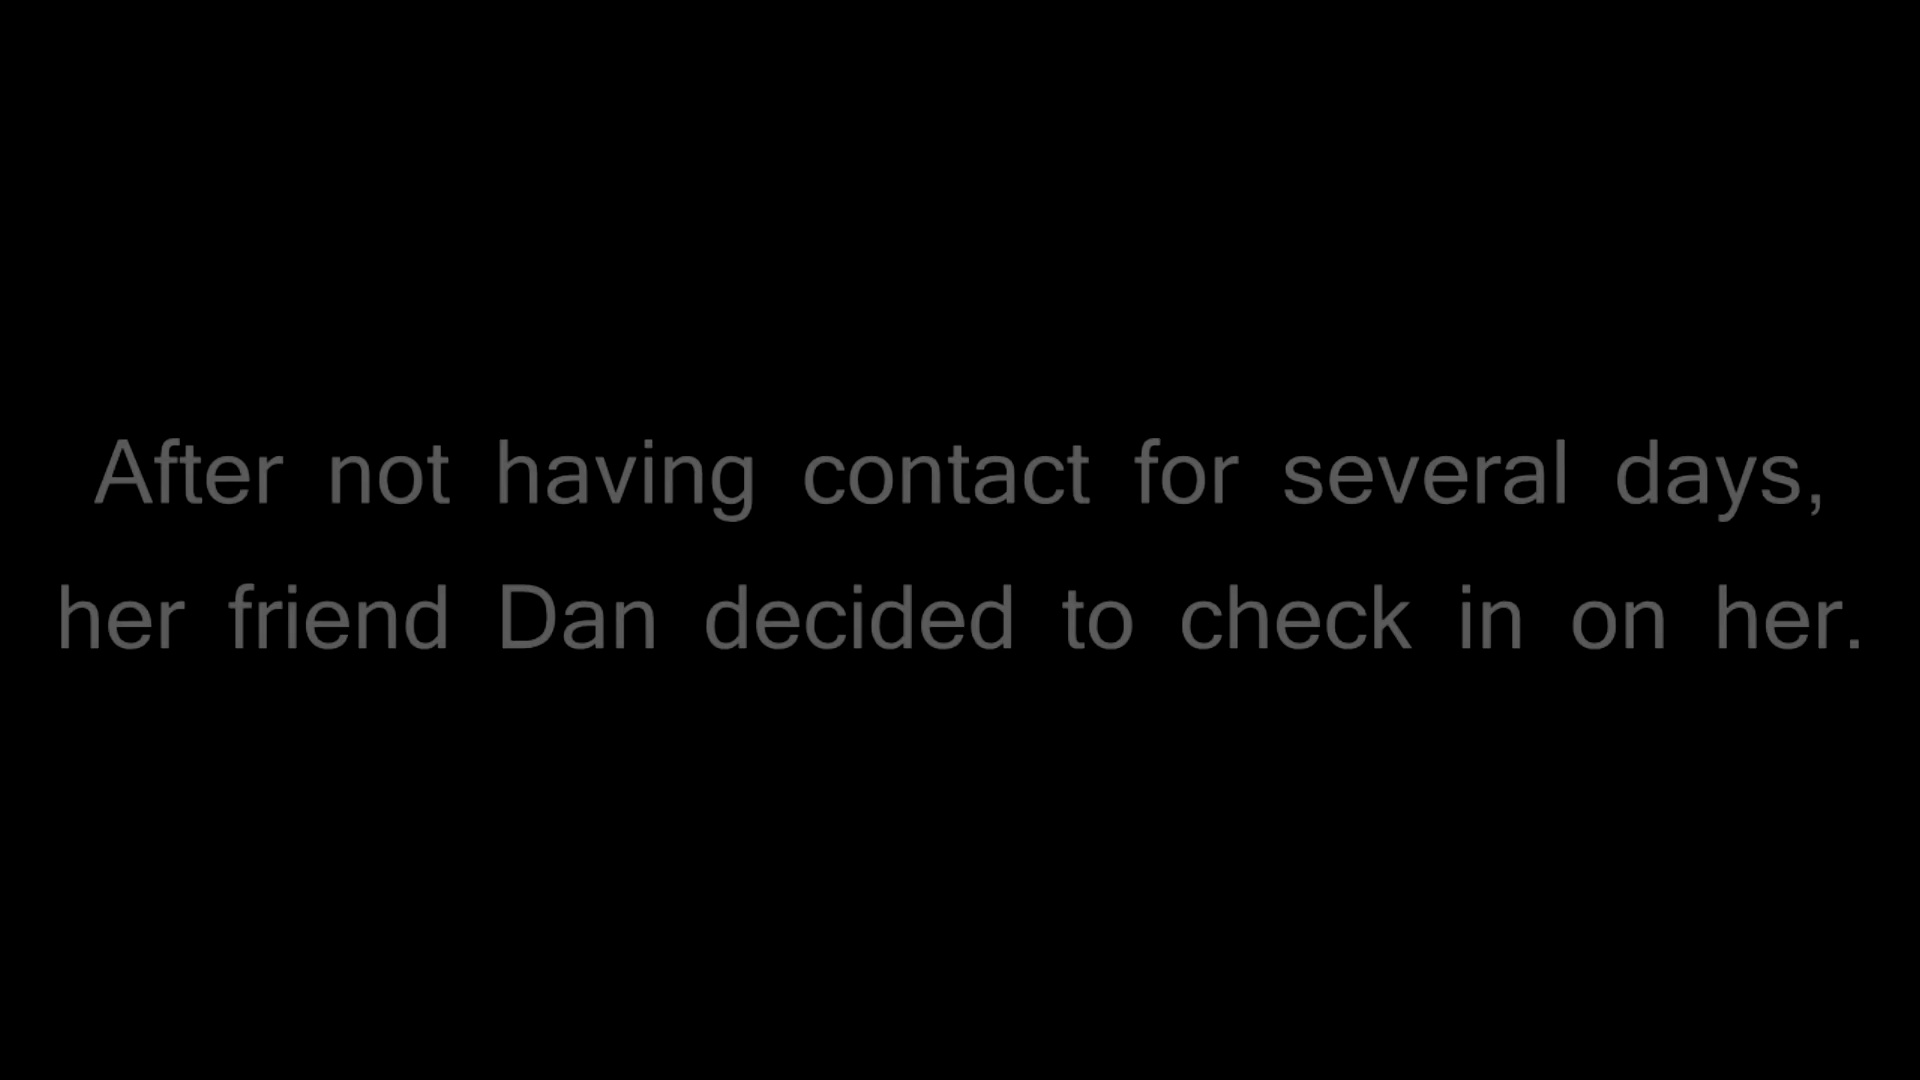 After not having contact for several days,
her friend Dan decided to check in on her.